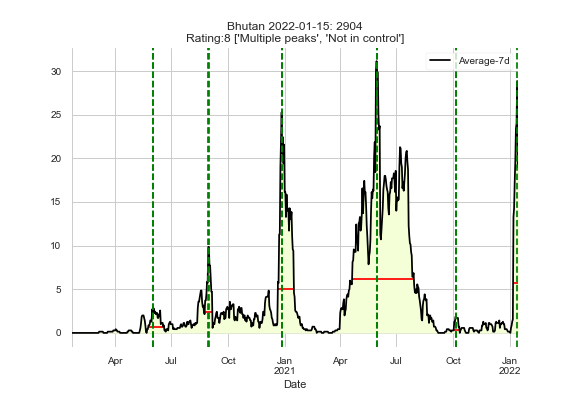 Bhutan 2022-01-15: 2904
Rating:8 ['Multiple peaks', 'Not in control']
Average-7d
30
25
20
15
10
5
0
Apr
Jul
Oct
Jan
2021
Apr
Jul
Oct
Jan
2022
Date